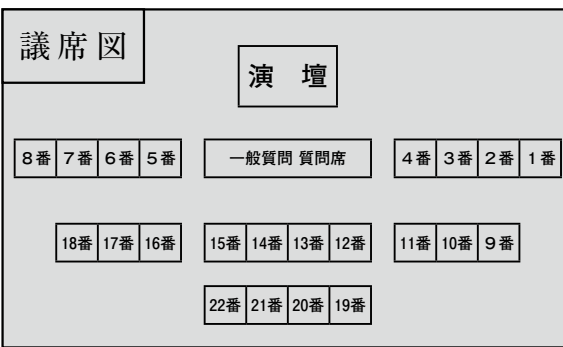 議席図
演 壇
8番 7番 6番 5番 一般質問 質問席 4番 3番 2番 1番
18番 17番 16番 15番 14番 13番 12番 11番 10番 9番
22番 21番 20番 19番